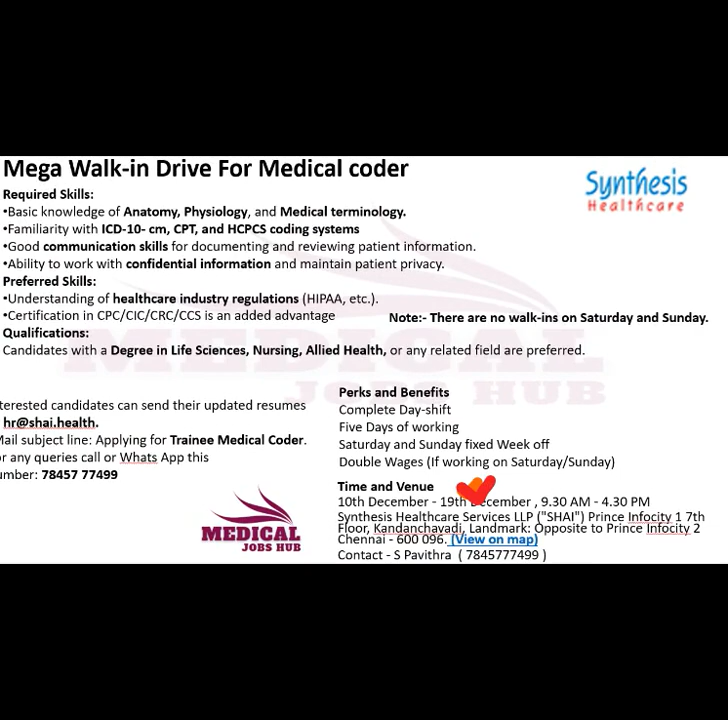 Mega Walk-in Drive For Medical coder
Synthesis
Healthcare
Required Skills:
•Basic knowledge of Anatomy, Physiology, and Medical terminology.
•Familiarity with ICD-10- cm, CPT, and HCPCS coding systems
•Good communication skills for documenting and reviewing patient information.
•Ability to work with confidential information and maintain patient privacy.
Preferred Skills:
•Understanding of healthcare industry regulations (HIPAA, etc.).
•Certification in CPC/CIC/CRC/CCS is an added advantage
Note:- There are no walk-ins on Saturday and Sunday.
Qualifications:
Candidates with a Degree in Life Sciences, Nursing, Allied Health, or any related field are preferred.
MEDICAL
JOBS HUB
terested candidates can send their updated resumes
hr@shai.health.
Mail subject line: Applying for Trainee Medical Coder.
or any queries call or Whats App this
umber: 78457 77499
MEDICAL
JOBS HUB
Perks and Benefits
Complete Day-shift
Five Days of working
Saturday and Sunday fixed Week off
Double Wages (If working on Saturday/Sunday)
Time and Venue
10th December - 19th December , 9.30 AM - 4.30 PM
Synthesis Healthcare Services LLP ("SHAI") Prince Infocity 1 7th
Floor, Kandanchavadi, Landmark: Opposite to Prince Infocity 2
Chennai - 600 096. (View on map)
Contact - S Pavithra ( 7845777499 )